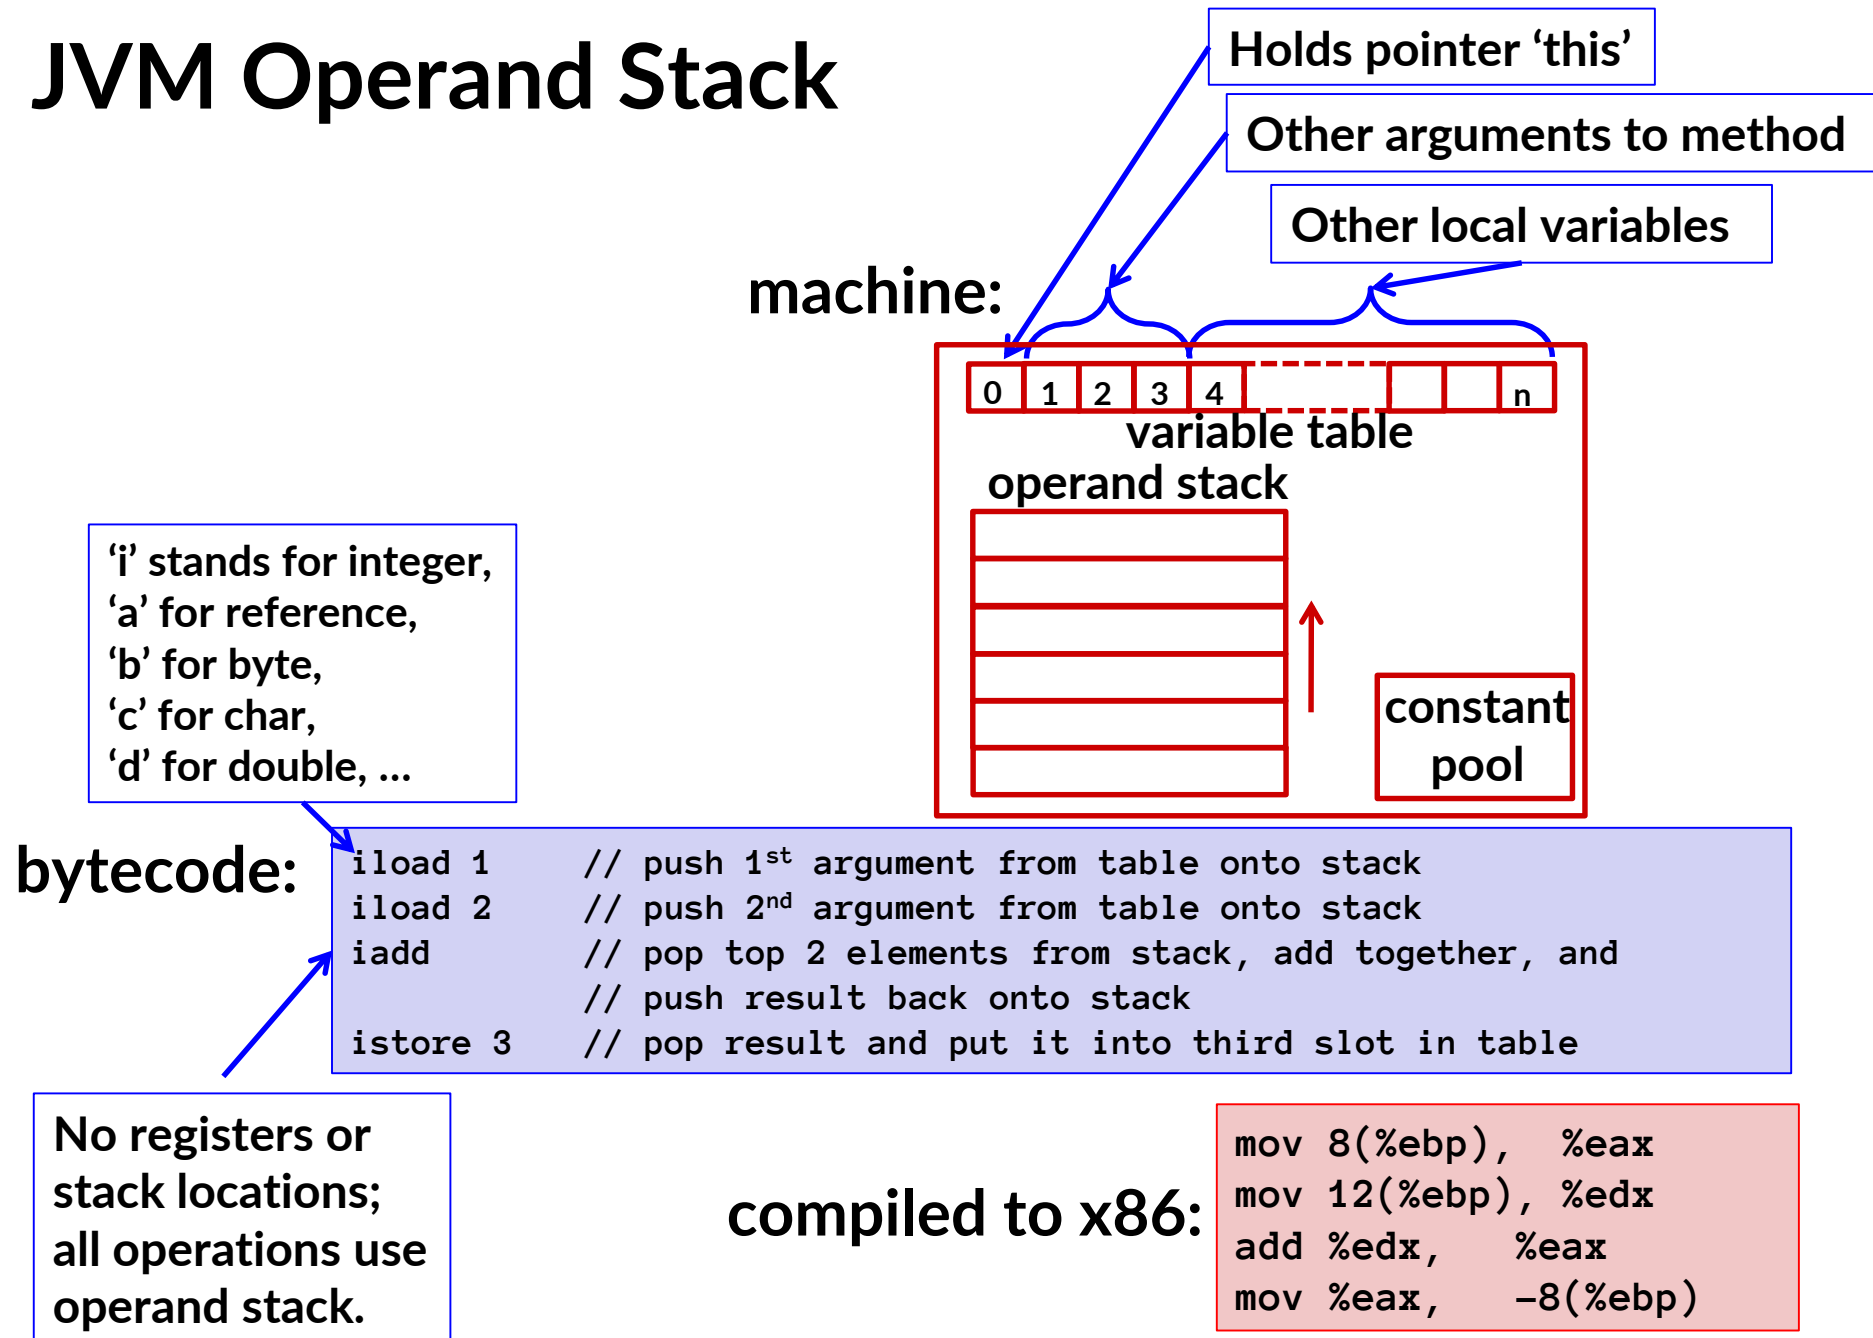 JVM Operand Stack
Holds pointer ‘this’
Other arguments to method
Other local variables
machine:
0 1 2 3 4 n
variable table
operand stack
constant
pool
‘i’ stands for integer,
‘a’ for reference,
‘b’ for byte,
‘c’ for char,
‘d’ for double, ...
bytecode:
iload 1 // push 1st argument from table onto stack
iload 2 // push 2nd argument from table onto stack
iadd // pop top 2 elements from stack, add together, and
// push result back onto stack
istore 3 // pop result and put it into third slot in table
No registers or
stack locations;
all operations use
operand stack.
compiled to x86:
mov 8(%ebp), %eax
mov 12(%ebp), %edx
add %edx, %eax
mov %eax, –8(%ebp)